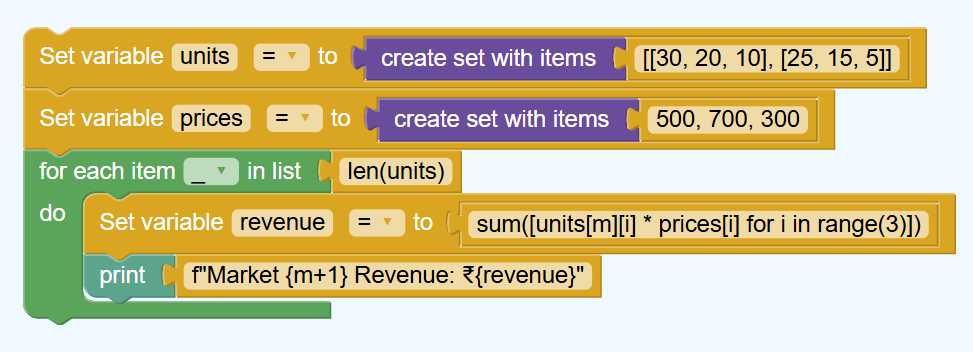 Set variable units = to create set with items [[30, 20, 10], [25, 15, 5]]
Set variable prices = to create set with items 500, 700, 300
for each item _ in list len(units)
do Set variable revenue = to sum([units[m][i] * prices[i] for i in range(3)])
print f"Market {m+1} Revenue: ₹{revenue}"